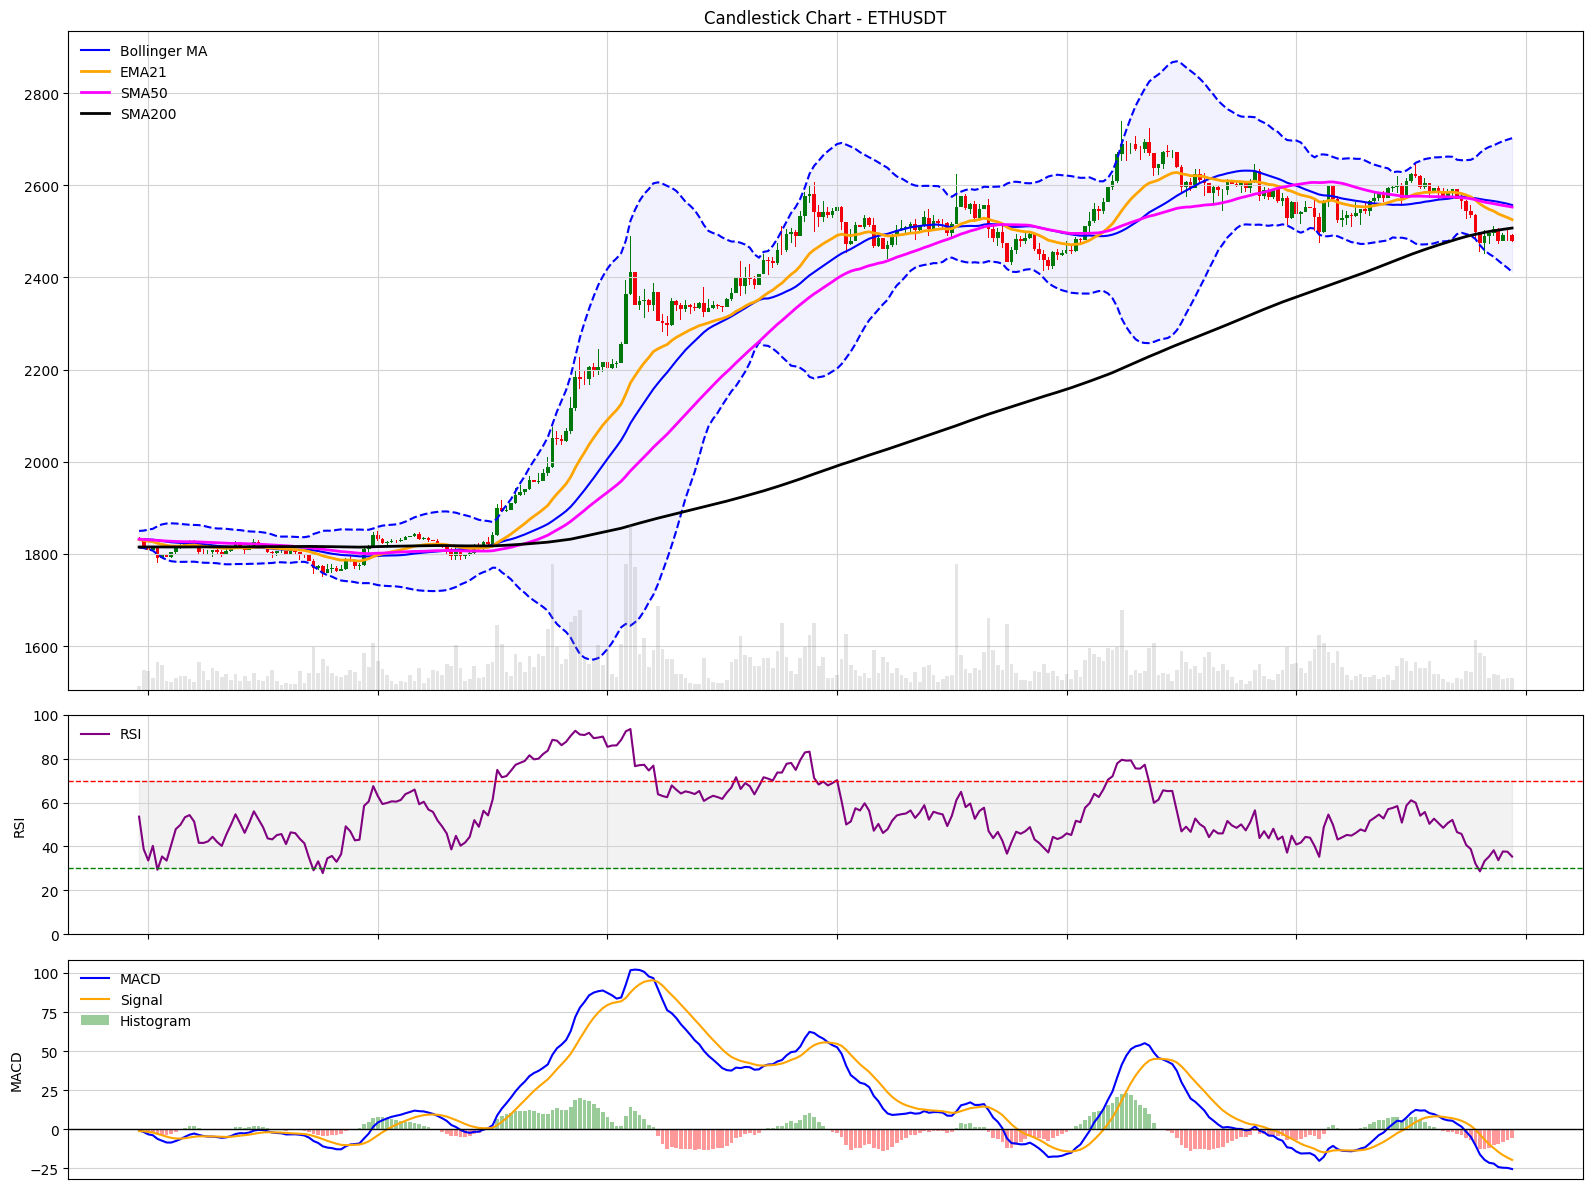 Candlestick Chart - ETHUSDT
Bollinger MA
EMA21
SMA50
SMA200
2800
2600
2400
2200
2000
1800
1600
RSI
100
80
60
40
20
0
RSI
MACD
Signal
Histogram
100
75
50
25
0
−25
MACD